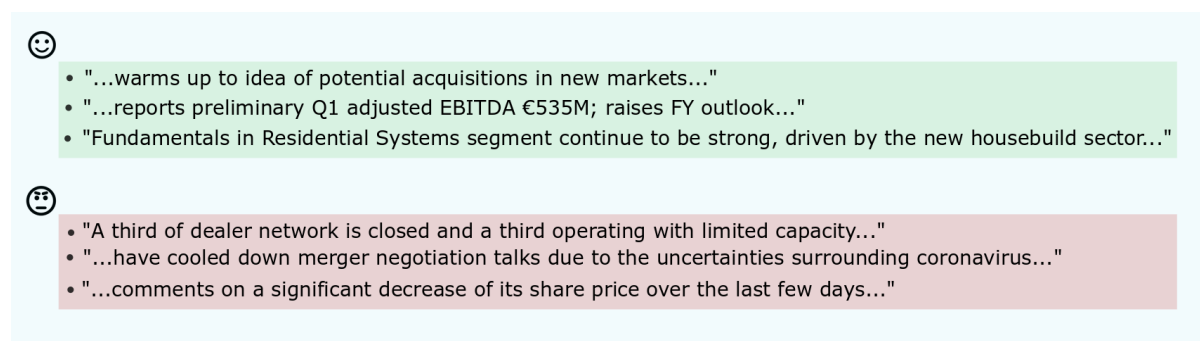 • "...warms up to idea of potential acquisitions in new markets..."
• "...reports preliminary Q1 adjusted EBITDA €535M; raises FY outlook..."
• "Fundamentals in Residential Systems segment continue to be strong, driven by the new housebuild sector..."
• "A third of dealer network is closed and a third operating with limited capacity..."
• "...have cooled down merger negotiation talks due to the uncertainties surrounding coronavirus..."
• "...comments on a significant decrease of its share price over the last few days..."